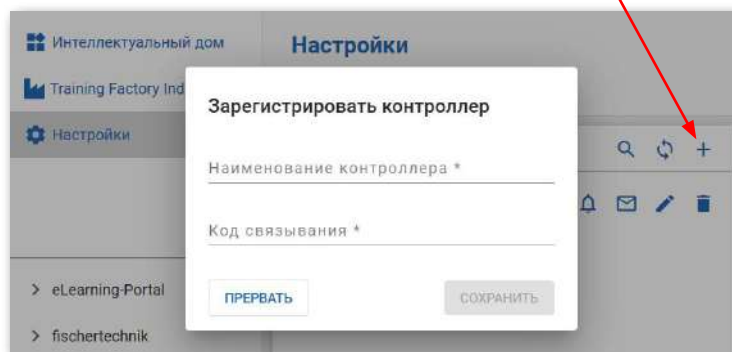 Интеллектуальный дом
Настройки
Training Factory Ind
Настройки
Зарегистрировать контроллер
Наименование контроллера *
Код связывания *
ПРЕРВАТЬ
СОХРАНИТЬ
eLearning-Portal
fischertechnik